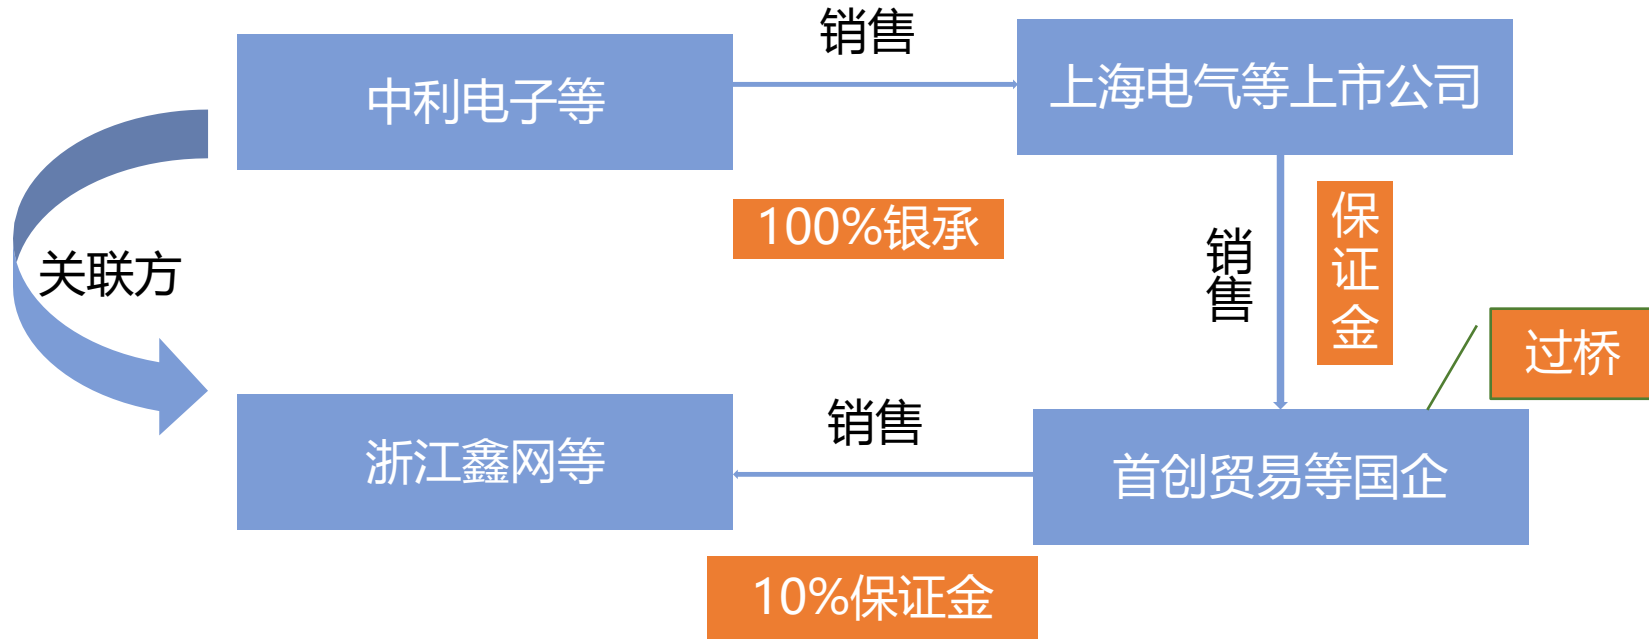 销售
中利电子等
上海电气等上市公司
100%银承
保证金
销售
关联方
过桥
销售
浙江鑫网等
首创贸易等国企
10%保证金